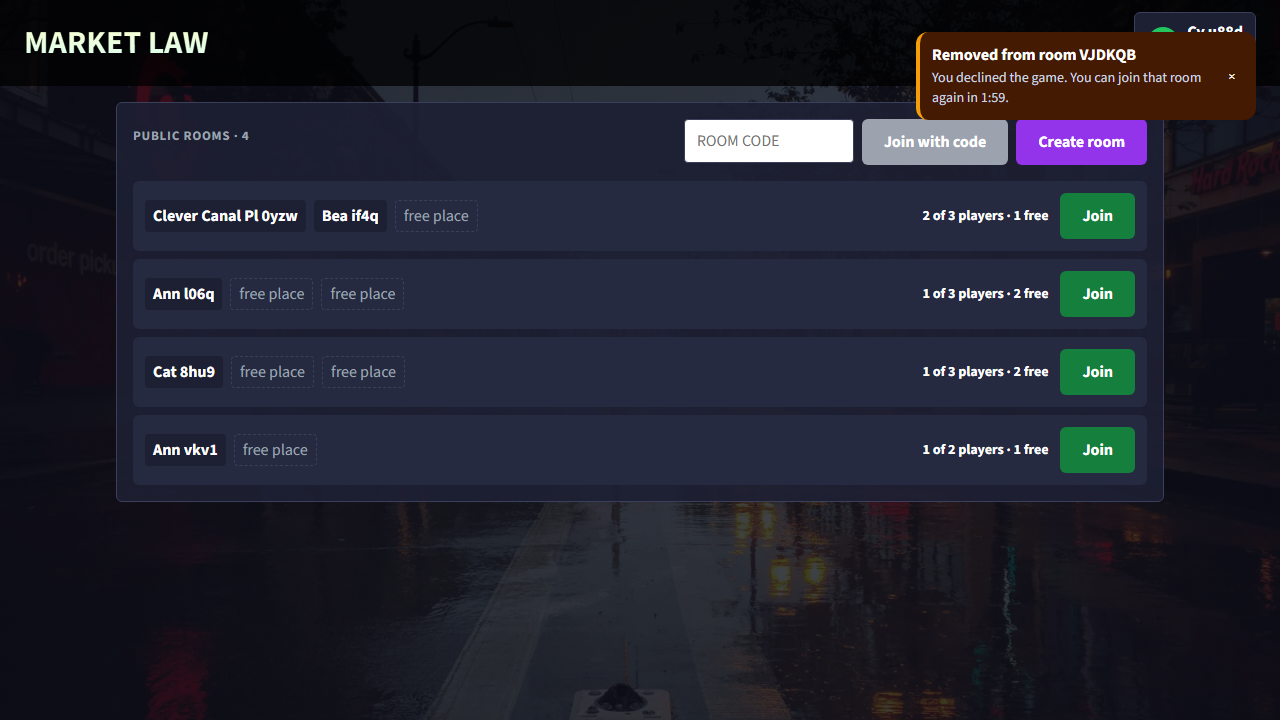 MARKET LAW
Removed from room VJDKQB
You declined the game. You can join that room
again in 1:59.
×
PUBLIC ROOMS · 4
ROOM CODE
Join with code
Create room
Clever Canal Pl 0yzw
Bea if4q
free place
2 of 3 players · 1 free
Join
Hard Rock
order picku
Ann l06q
free place
free place
1 of 3 players · 2 free
Join
Cat 8hu9
free place
free place
1 of 3 players · 2 free
Join
Ann vkv1
free place
1 of 2 players · 1 free
Join